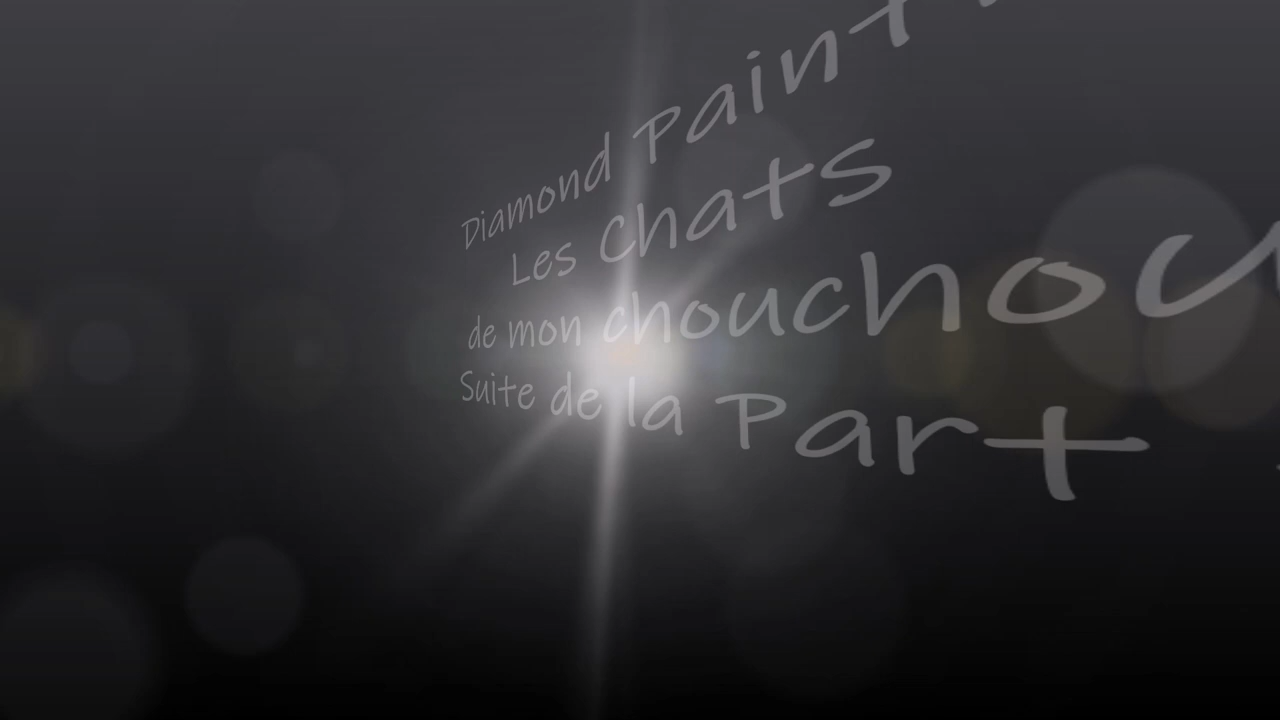 Diamond Paint
Les Chats
de mon chouchou
Suite de la Part